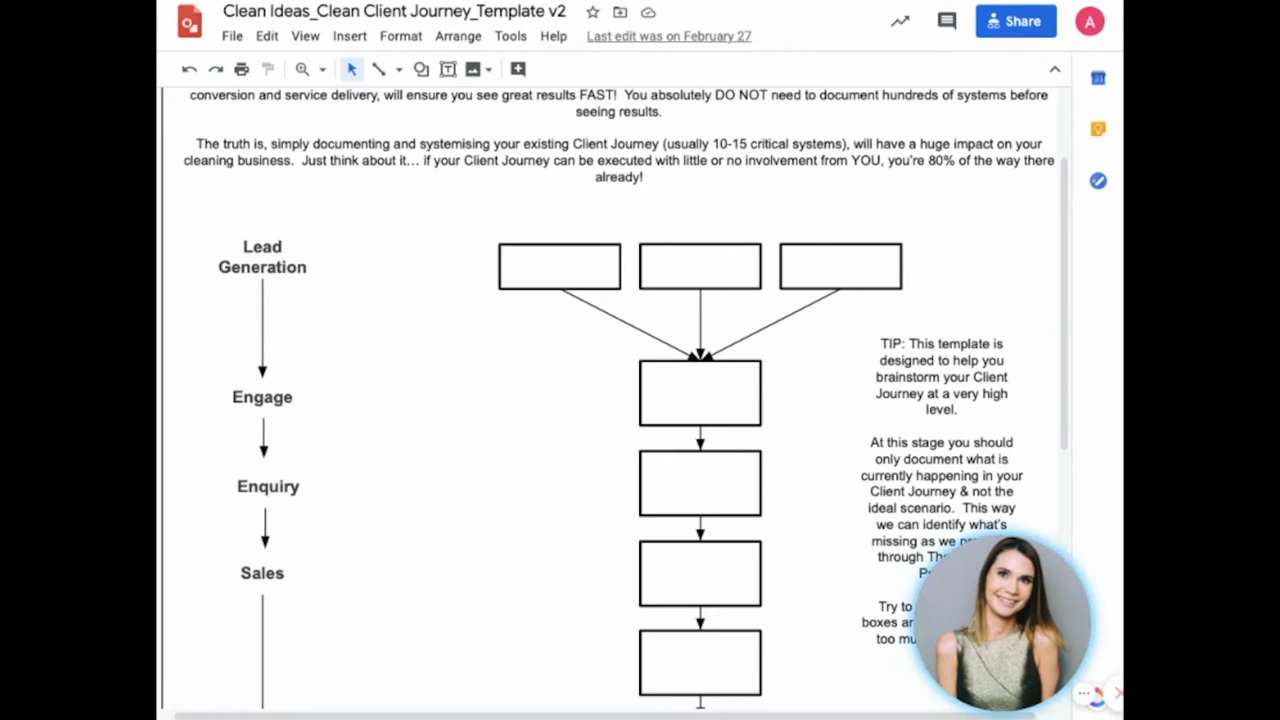 Clean Ideas_Clean Client Journey_Template v2
File Edit View Insert Format Arrange Tools Help Last edit was on February 27
Share
A
conversion and service delivery, will ensure you see great results FAST! You absolutely DO NOT need to document hundreds of systems before
seeing results.
The truth is, simply documenting and systemising your existing Client Journey (usually 10-15 critical systems), will have a huge impact on your
cleaning business. Just think about it... if your Client Journey can be executed with little or no involvement from YOU, you're 80% of the way there
already!
Lead
Generation
Engage
Enquiry
Sales
TIP: This template is
designed to help you
brainstorm your Client
Journey at a very high
level.
At this stage you should
only document what is
currently happening in your
Client Journey & not the
ideal scenario. This way
we can identify what's
missing as we
through
Try to
boxes
too